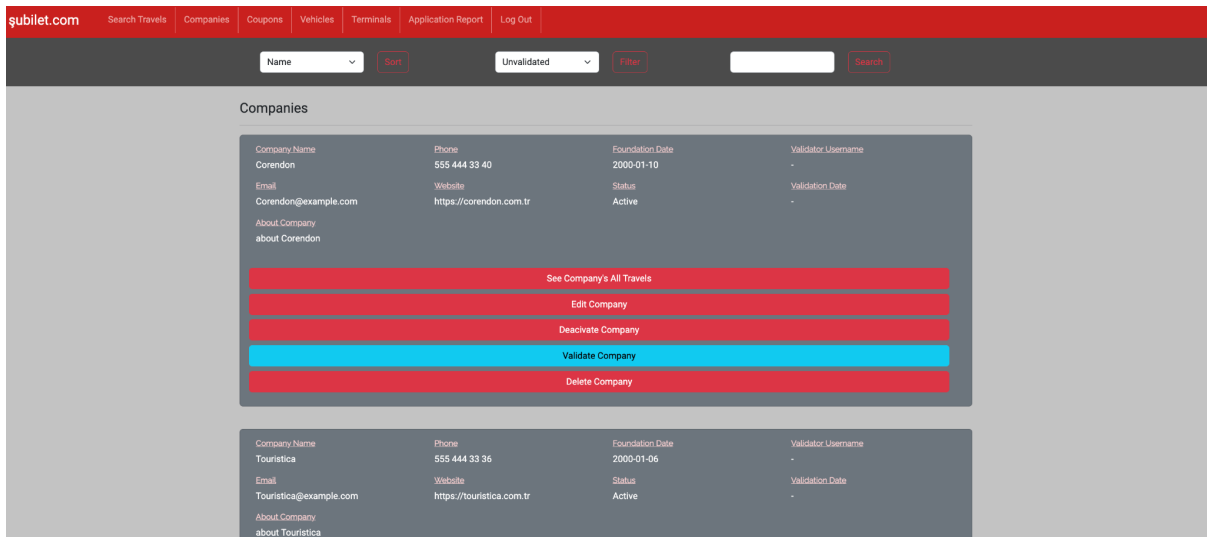 şubilet.com Search Travels Companies Coupons Vehicles Terminals Application Report Log Out
Name Sort Unvalidated Filter Search
Companies
Company Name Phone Foundation Date Validator Username
Corendon 555 444 33 40 2000-01-10 -
Email Website Status Validation Date
Corendon@example.com https://corendon.com.tr Active -
About Company
about Corendon
See Company's All Travels
Edit Company
Deacivate Company
Validate Company
Delete Company
Company Name Phone Foundation Date Validator Username
Touristica 555 444 33 36 2000-01-06 -
Email Website Status Validation Date
Touristica@example.com https://touristica.com.tr Active -
About Company
about Touristica